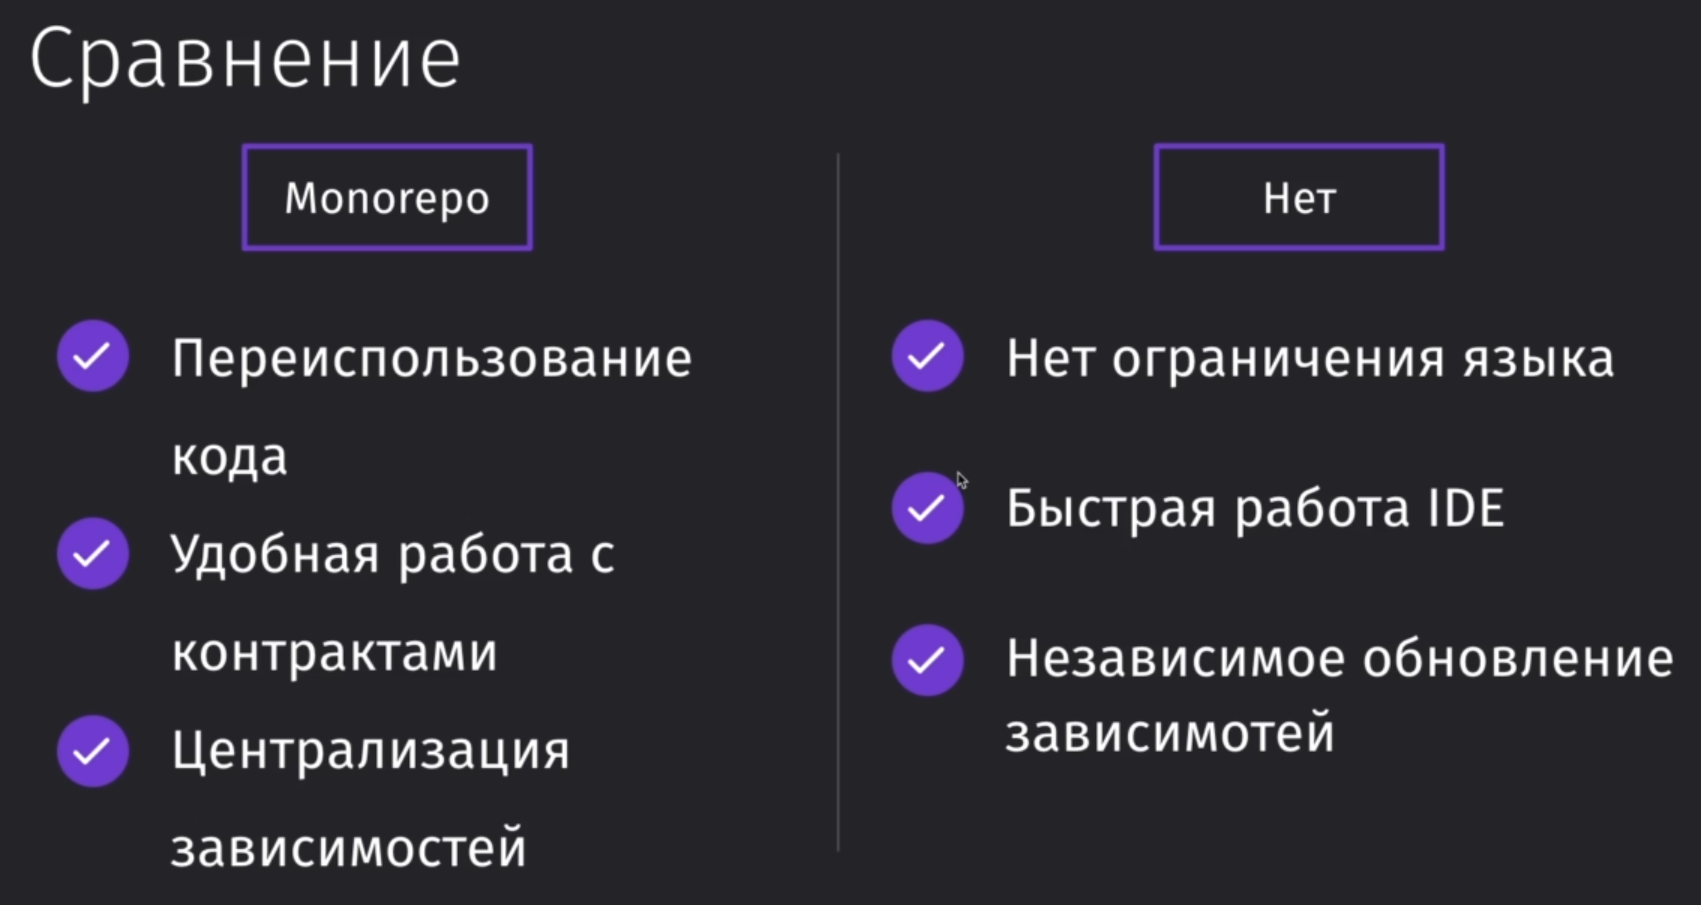 Сравнение
Monorepo
Переиспользование
кода
Удобная работа с
контрактами
Централизация
зависимостей
Нет
Нет ограничения языка
Быстрая работа IDE
Независимое обновление
зависимотей